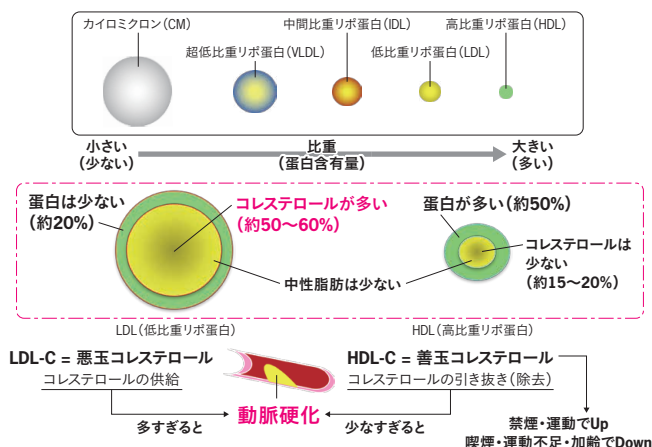 カイロミクロン(CM)
中間比重リポ蛋白(IDL)
高比重リポ蛋白(HDL)
超低比重リポ蛋白(VLDL)
低比重リポ蛋白(LDL)
小さい
(少ない)
比重
(蛋白含有量)
大きい
(多い)
蛋白は少ない
(約20%)
コレステロールが多い
(約50〜60%)
蛋白が多い(約50%)
コレステロールは
少ない
(約15〜20%)
中性脂肪は少ない
LDL(低比重リポ蛋白)
HDL(高比重リポ蛋白)
LDL-C = 悪玉コレステロール
コレステロールの供給
HDL-C = 善玉コレステロール
コレステロールの引き抜き(除去)
多すぎると
動脈硬化
少なすぎると
禁煙・運動でUp
喫煙・運動不足・加齢でDown